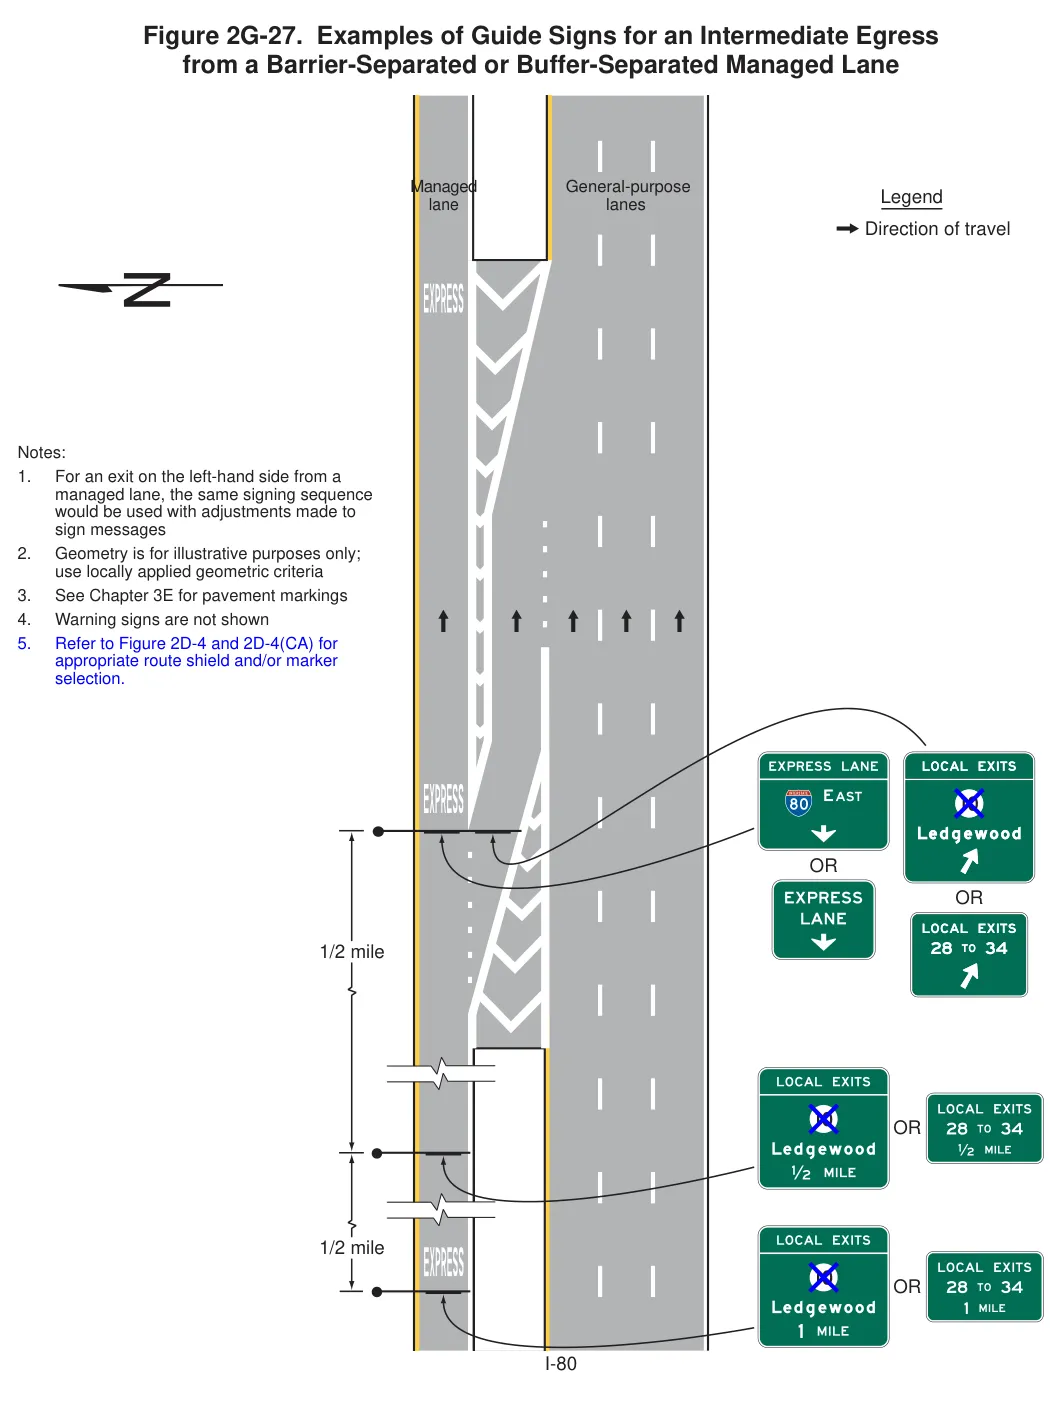 Figure 2G-27. Examples of Guide Signs for an Intermediate Egress
from a Barrier-Separated or Buffer-Separated Managed Lane
Managed
lane
General-purpose
lanes
Legend
Direction of travel
N
EXPRESS
Notes:
1. For an exit on the left-hand side from a
managed lane, the same signing sequence
would be used with adjustments made to
sign messages
2. Geometry is for illustrative purposes only;
use locally applied geometric criteria
3. See Chapter 3E for pavement markings
4. Warning signs are not shown
5. Refer to Figure 2D-4 and 2D-4(CA) for
appropriate route shield and/or marker
selection.
EXPRESS
EXPRESS LANE
80 EAST
OR
EXPRESS
LANE
LOCAL EXITS
Ledgewood
OR
LOCAL EXITS
28 TO 34
1/2 mile
LOCAL EXITS
Ledgewood
1/2 MILE
OR
LOCAL EXITS
28 TO 34
1/2 MILE
1/2 mile
EXPRESS
LOCAL EXITS
Ledgewood
1 MILE
OR
LOCAL EXITS
28 TO 34
1 MILE
I-80